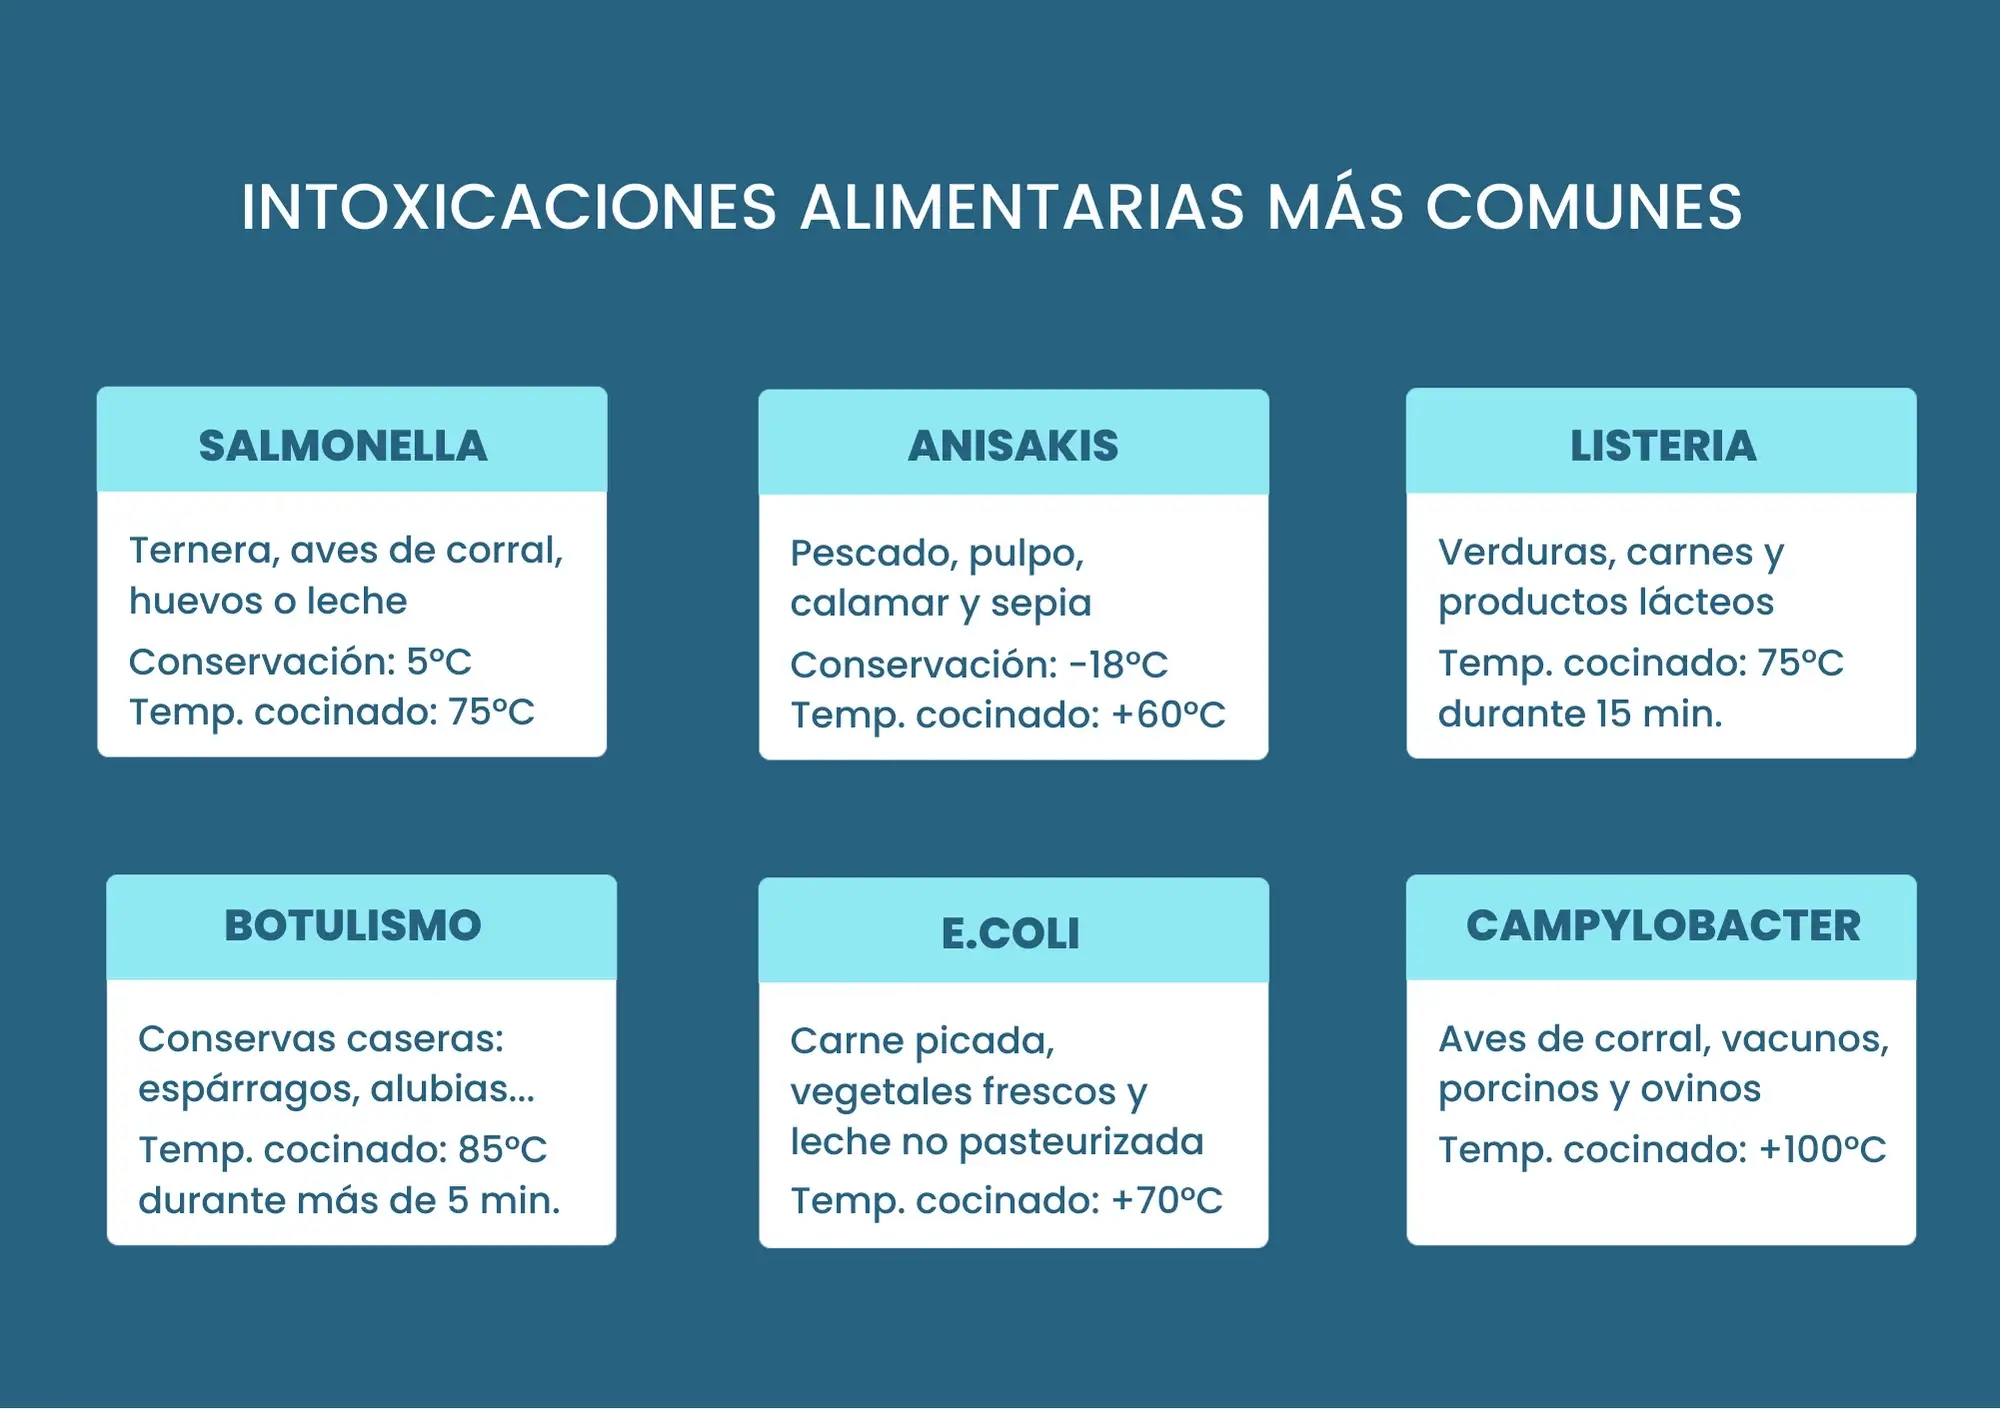 INTOXICACIONES ALIMENTARIAS MÁS COMUNES
SALMONELLA
Ternera, aves de corral,
huevos o leche
Conservación: 5ºC
Temp. cocinado: 75ºC
ANISAKIS
Pescado, pulpo,
calamar y sepia
Conservación: -18ºC
Temp. cocinado: +60ºC
LISTERIA
Verduras, carnes y
productos lácteos
Temp. cocinado: 75ºC
durante 15 min.
BOTULISMO
Conservas caseras:
espárragos, alubias...
Temp. cocinado: 85ºC
durante más de 5 min.
E.COLI
Carne picada,
vegetales frescos y
leche no pasteurizada
Temp. cocinado: +70ºC
CAMPYLOBACTER
Aves de corral, vacunos,
porcinos y ovinos
Temp. cocinado: +100ºC